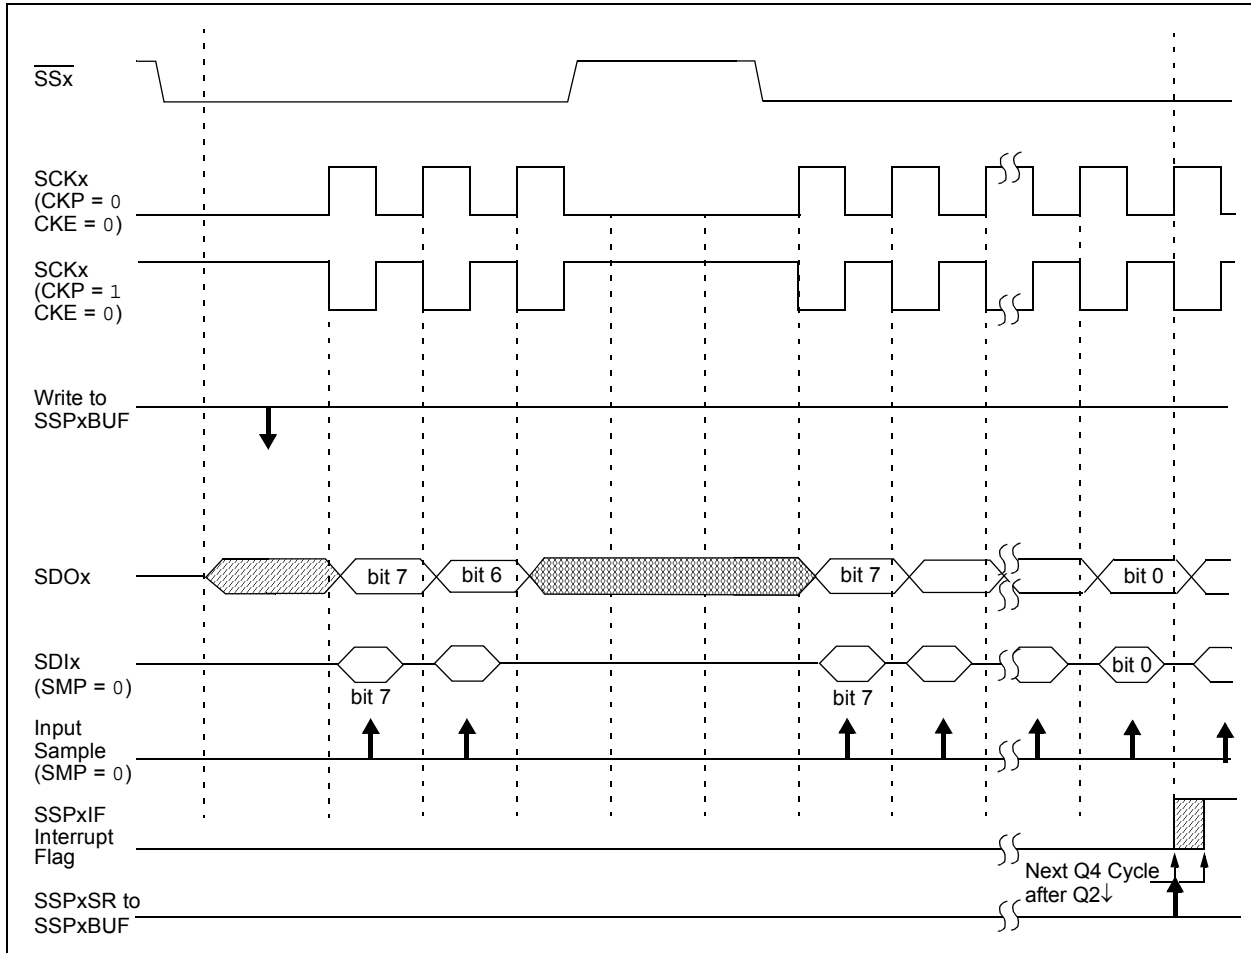 SSx
SCKx
(CKP = 0
CKE = 0)
SCKx
(CKP = 1
CKE = 0)
Write to
SSPxBUF
SDOx
bit 7
bit 6
bit 7
bit 0
SDIx
(SMP = 0)
bit 7
bit 7
bit 0
Input
Sample
(SMP = 0)
SSPxIF
Interrupt
Flag
Next Q4 Cycle
after Q2↓
SSPxSR to
SSPxBUF